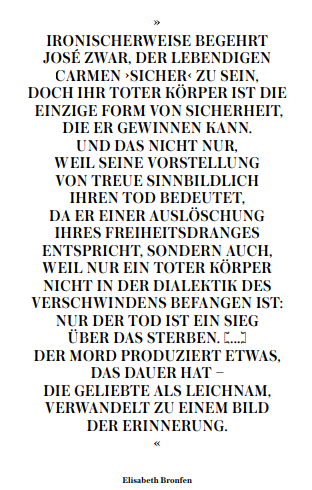 »
IRONISCHERWEISE BEGEHRT
JOSÉ ZWAR, DER LEBENDIGEN
CARMEN ›SICHER‹ ZU SEIN,
DOCH IHR TOTER KÖRPER IST DIE
EINZIGE FORM VON SICHERHEIT,
DIE ER GEWINNEN KANN.
UND DAS NICHT NUR,
WEIL SEINE VORSTELLUNG
VON TREUE SINNBILDLICH
IHREN TOD BEDEUTET,
DA ER EINER AUSLÖSCHUNG
IHRES FREIHEITSDRANGES
ENTSPRICHT, SONDERN AUCH,
WEIL NUR EIN TOTER KÖRPER
NICHT IN DER DIALEKTIK DES
VERSCHWINDENS BEFANGEN IST:
NUR DER TOD IST EIN SIEG
ÜBER DAS STERBEN. [...]
DER MORD PRODUZIERT ETWAS,
DAS DAUER HAT –
DIE GELIEBTE ALS LEICHNAM,
VERWANDELT ZU EINEM BILD
DER ERINNERUNG.
«
Elisabeth Bronfen